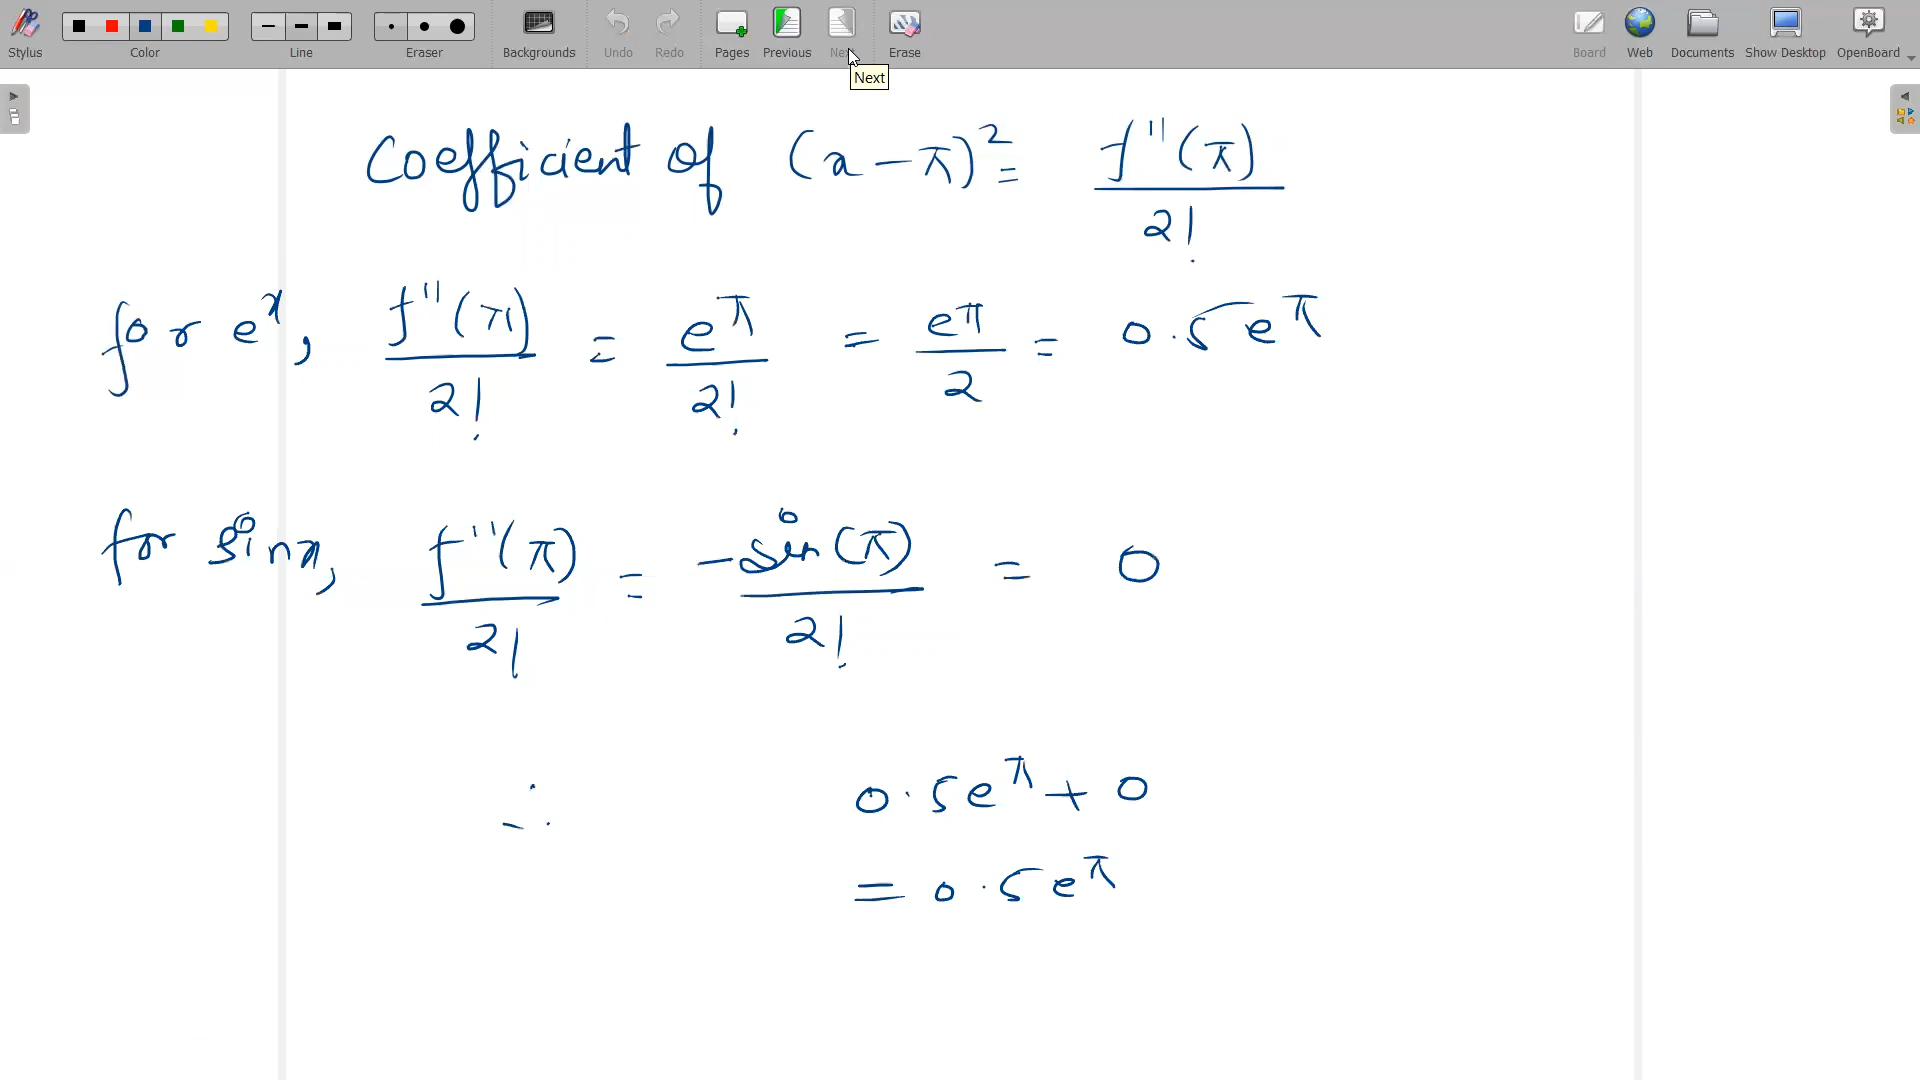 Stylus Color Line Eraser Backgrounds Undo Redo Pages Previous Next Erase Board Web Documents Show Desktop OpenBoard
Next
Coefficient of (x-π)² = f''(π)/2!
for eˣ, f''(π)/2! = e^π/2! = e^π/2 = 0.5e^π
for sinx, f''(π)/2! = -sin(π)/2! = 0
∴ 0.5e^π + 0
= 0.5e^π